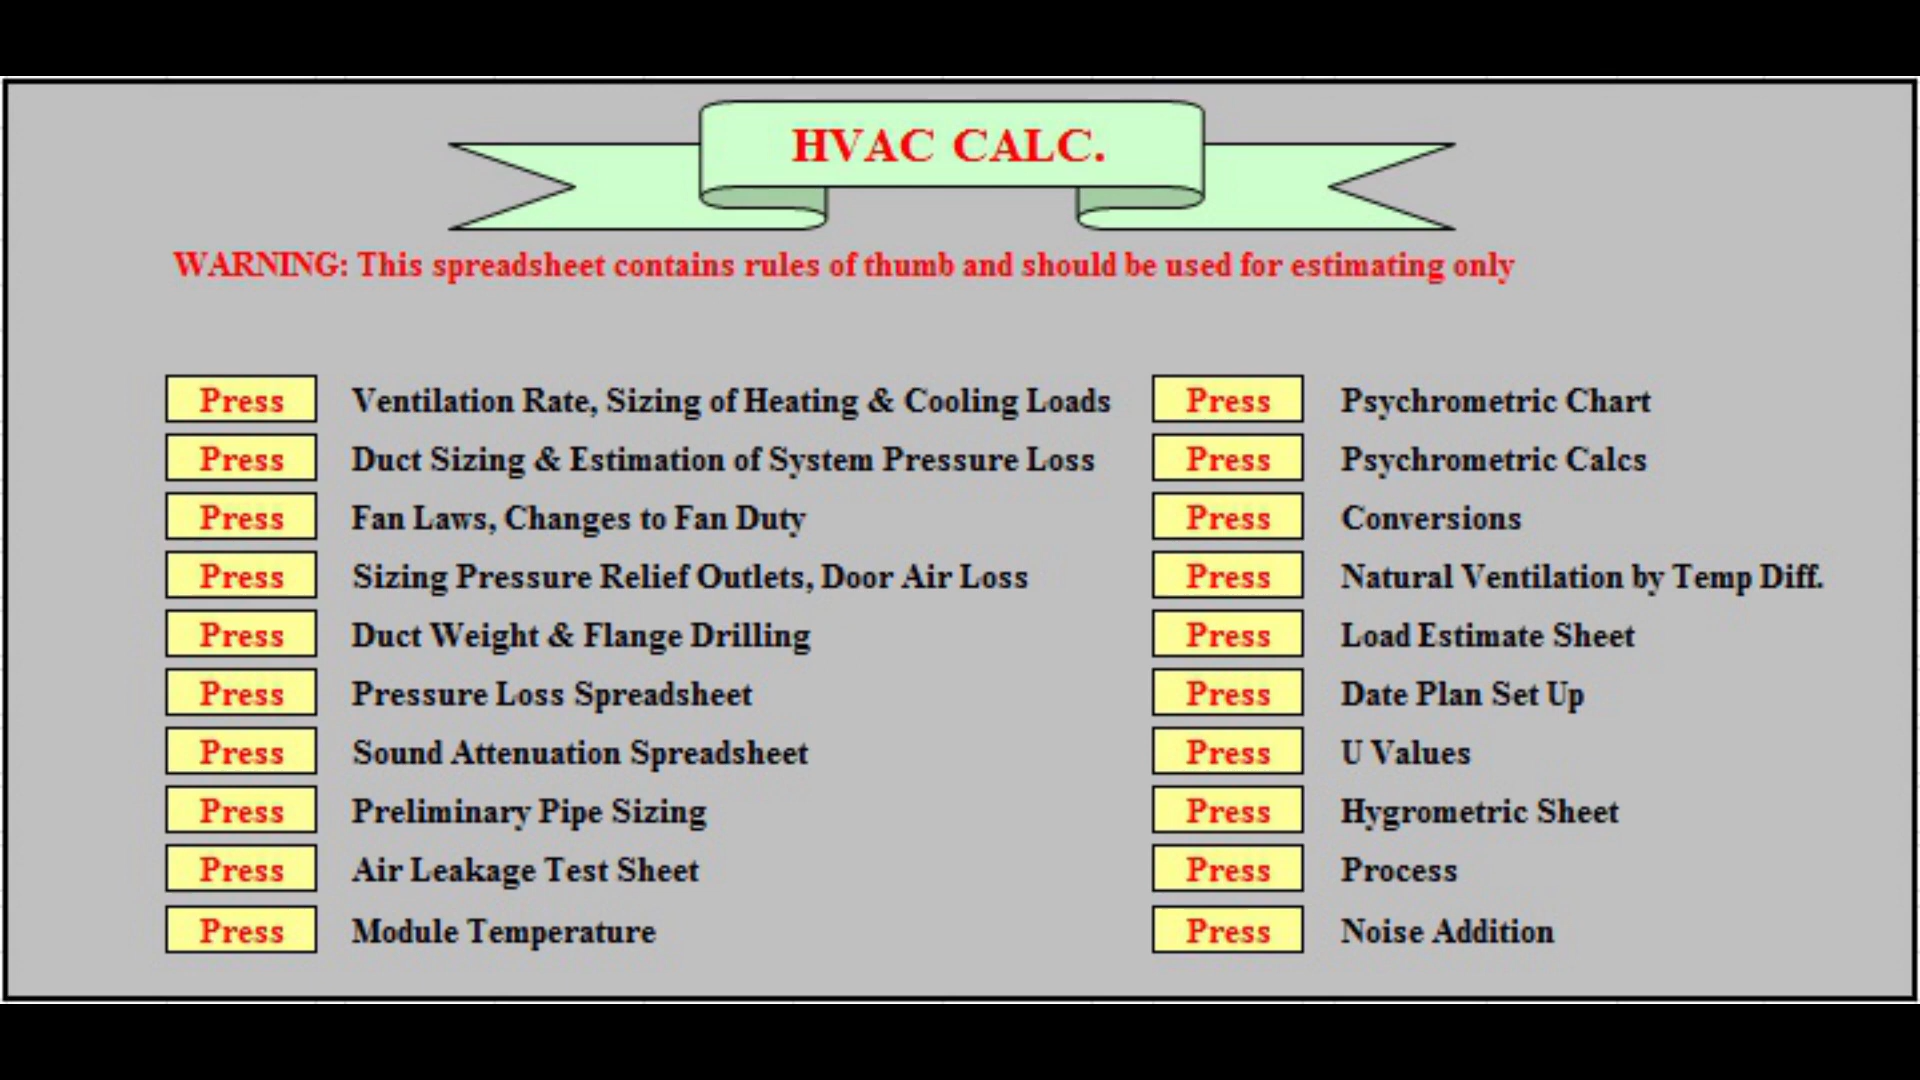 HVAC CALC.
WARNING: This spreadsheet contains rules of thumb and should be used for estimating only
Press Ventilation Rate, Sizing of Heating & Cooling Loads Press Psychrometric Chart
Press Duct Sizing & Estimation of System Pressure Loss Press Psychrometric Calcs
Press Fan Laws, Changes to Fan Duty Press Conversions
Press Sizing Pressure Relief Outlets, Door Air Loss Press Natural Ventilation by Temp Diff.
Press Duct Weight & Flange Drilling Press Load Estimate Sheet
Press Pressure Loss Spreadsheet Press Date Plan Set Up
Press Sound Attenuation Spreadsheet Press U Values
Press Preliminary Pipe Sizing Press Hygrometric Sheet
Press Air Leakage Test Sheet Press Process
Press Module Temperature Press Noise Addition